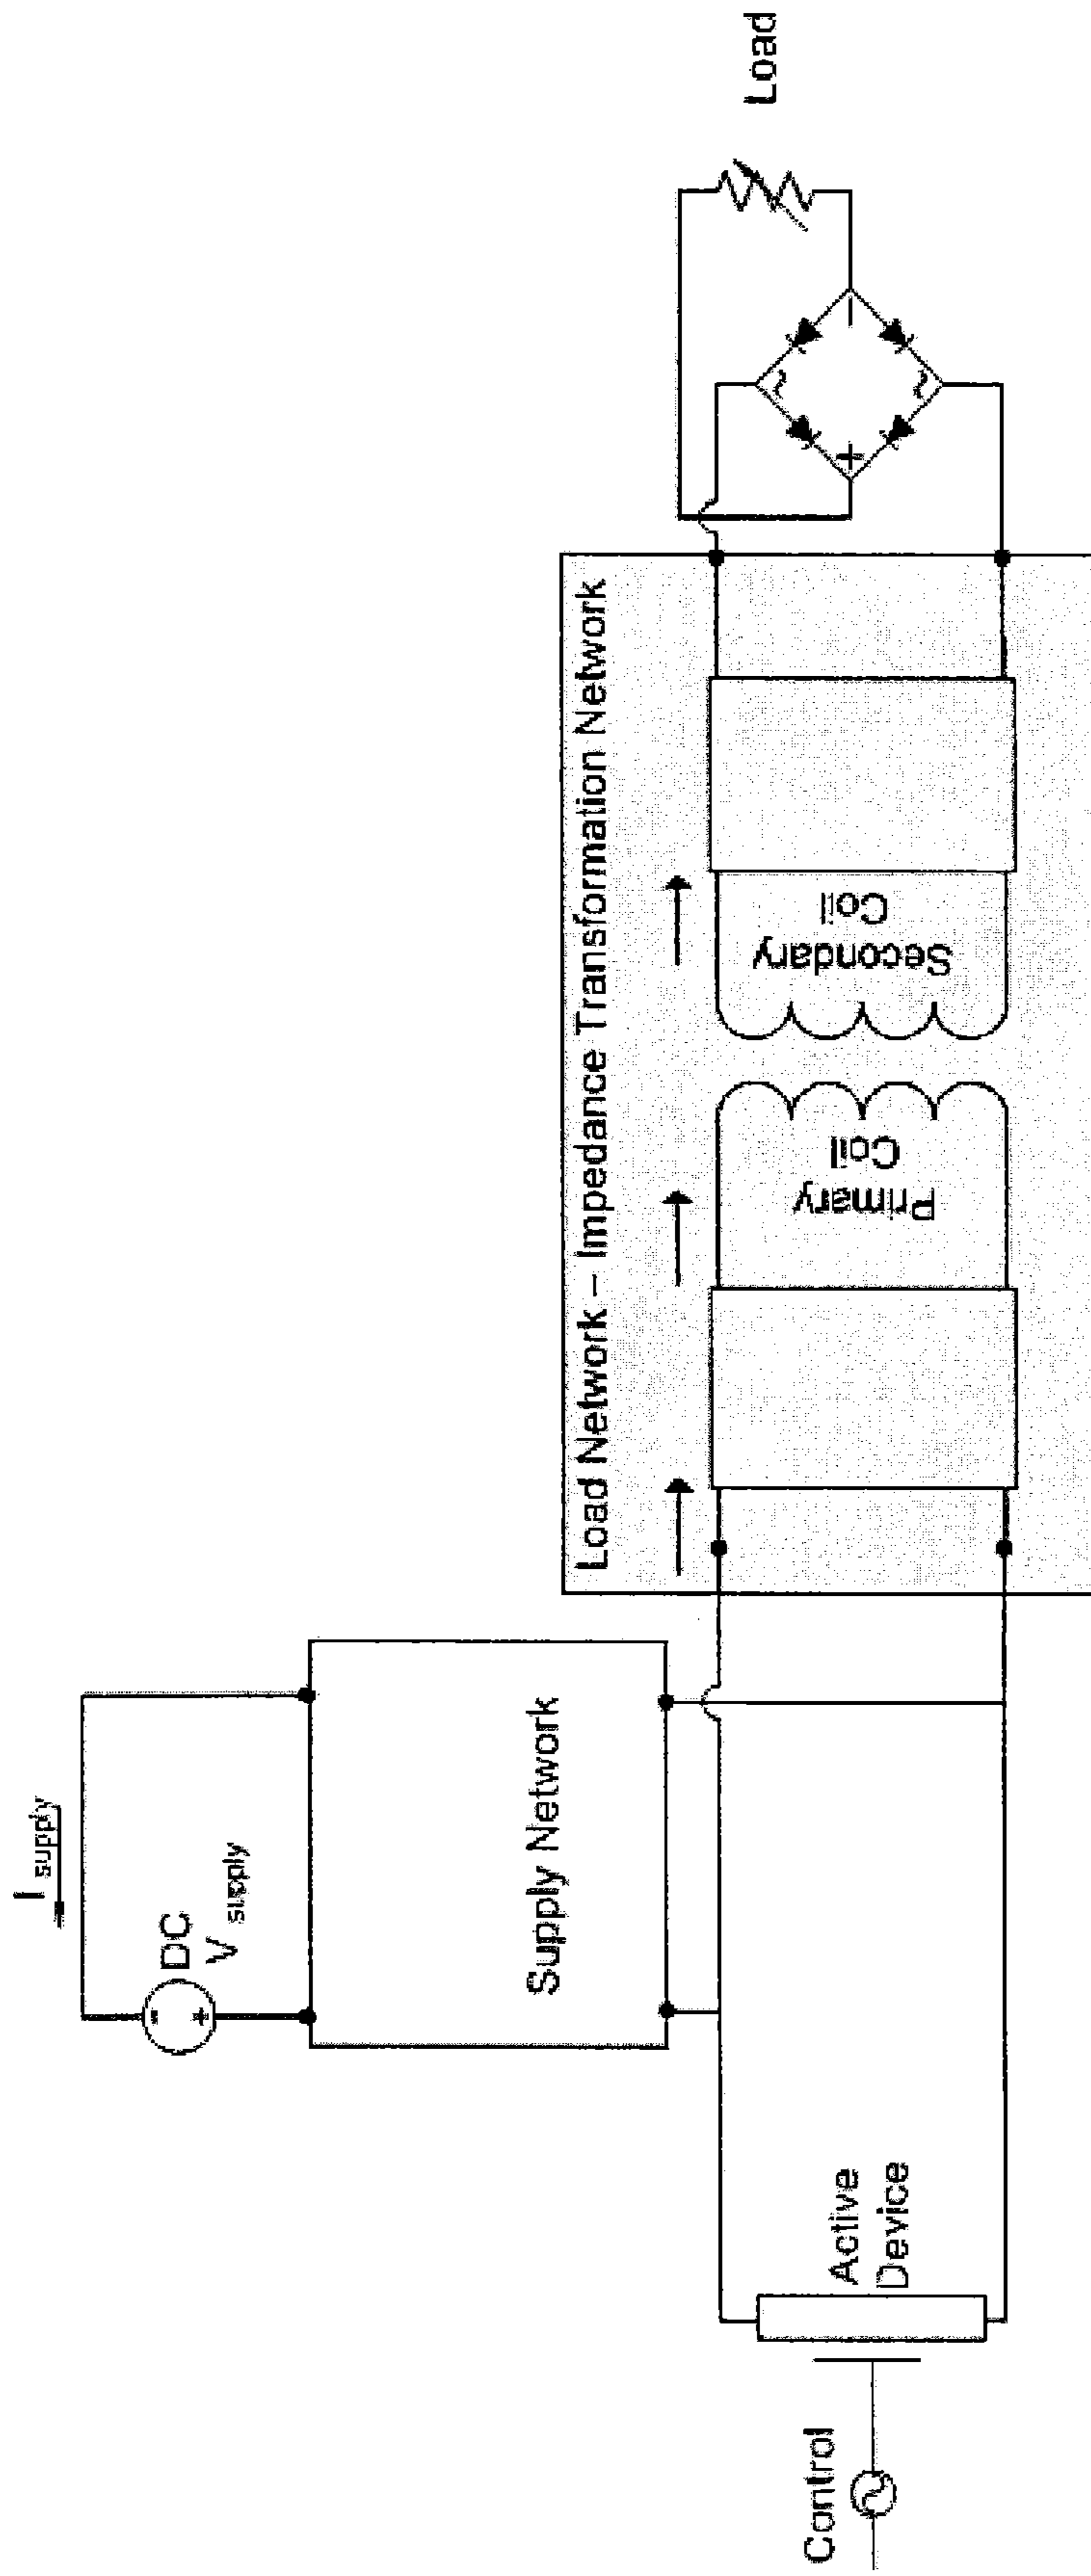 I supply
DC
V supply
Supply Network
Load Network – Impedance Transformation Network
Load
Control
Active
Device
Primary
Coil
Secondary
Coil
~
~
+
–
-
+